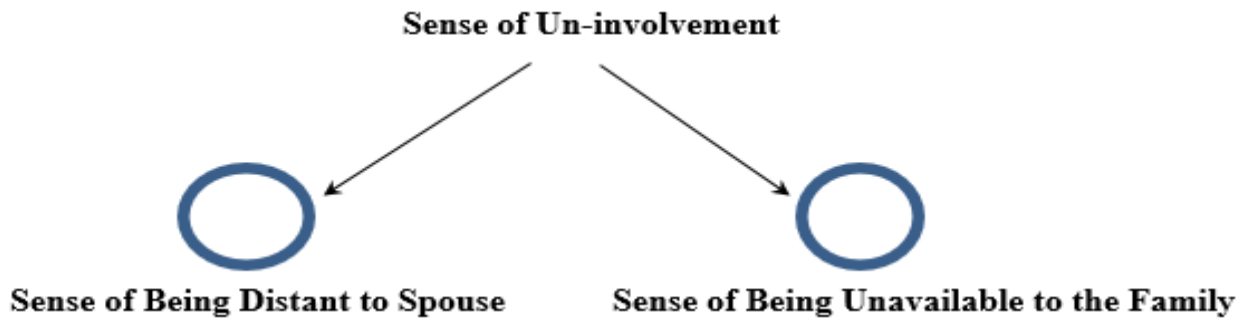 Sense of Un-involvement
Sense of Being Distant to Spouse
Sense of Being Unavailable to the Family